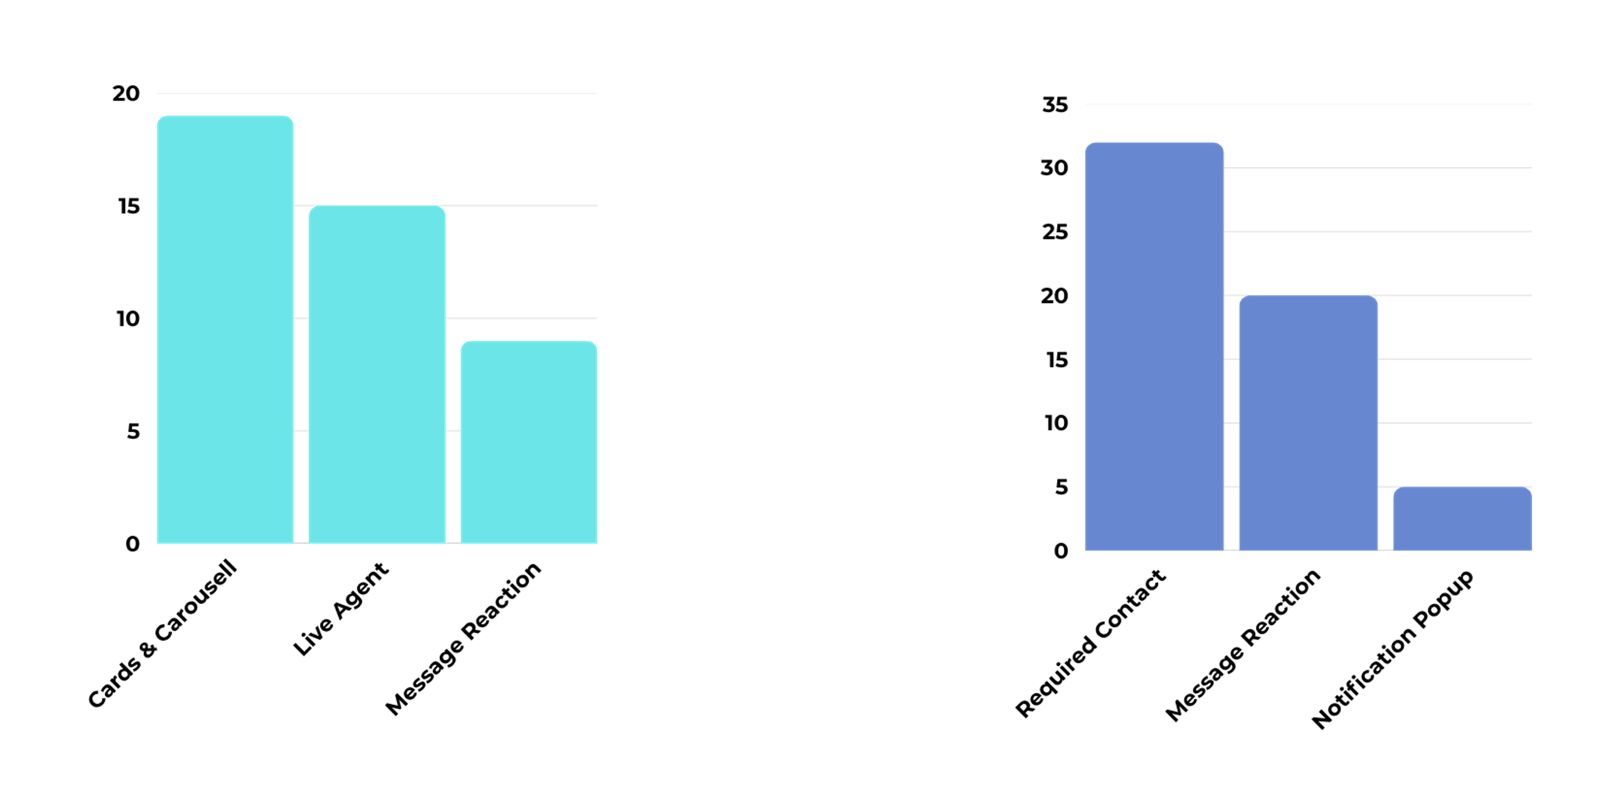 20
15
10
5
0
Cards & Carousell
Live Agent
Message Reaction
35
30
25
20
15
10
5
0
Required Contact
Message Reaction
Notification Popup